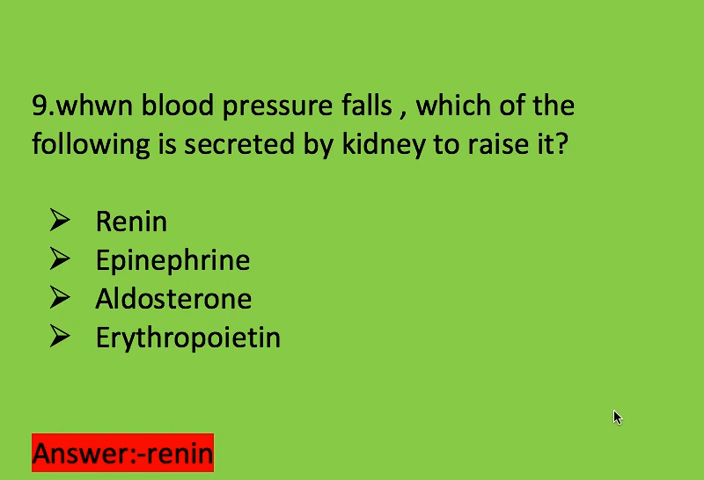 9.whwn blood pressure falls , which of the
following is secreted by kidney to raise it?
➢ Renin
➢ Epinephrine
➢ Aldosterone
➢ Erythropoietin
Answer:-renin